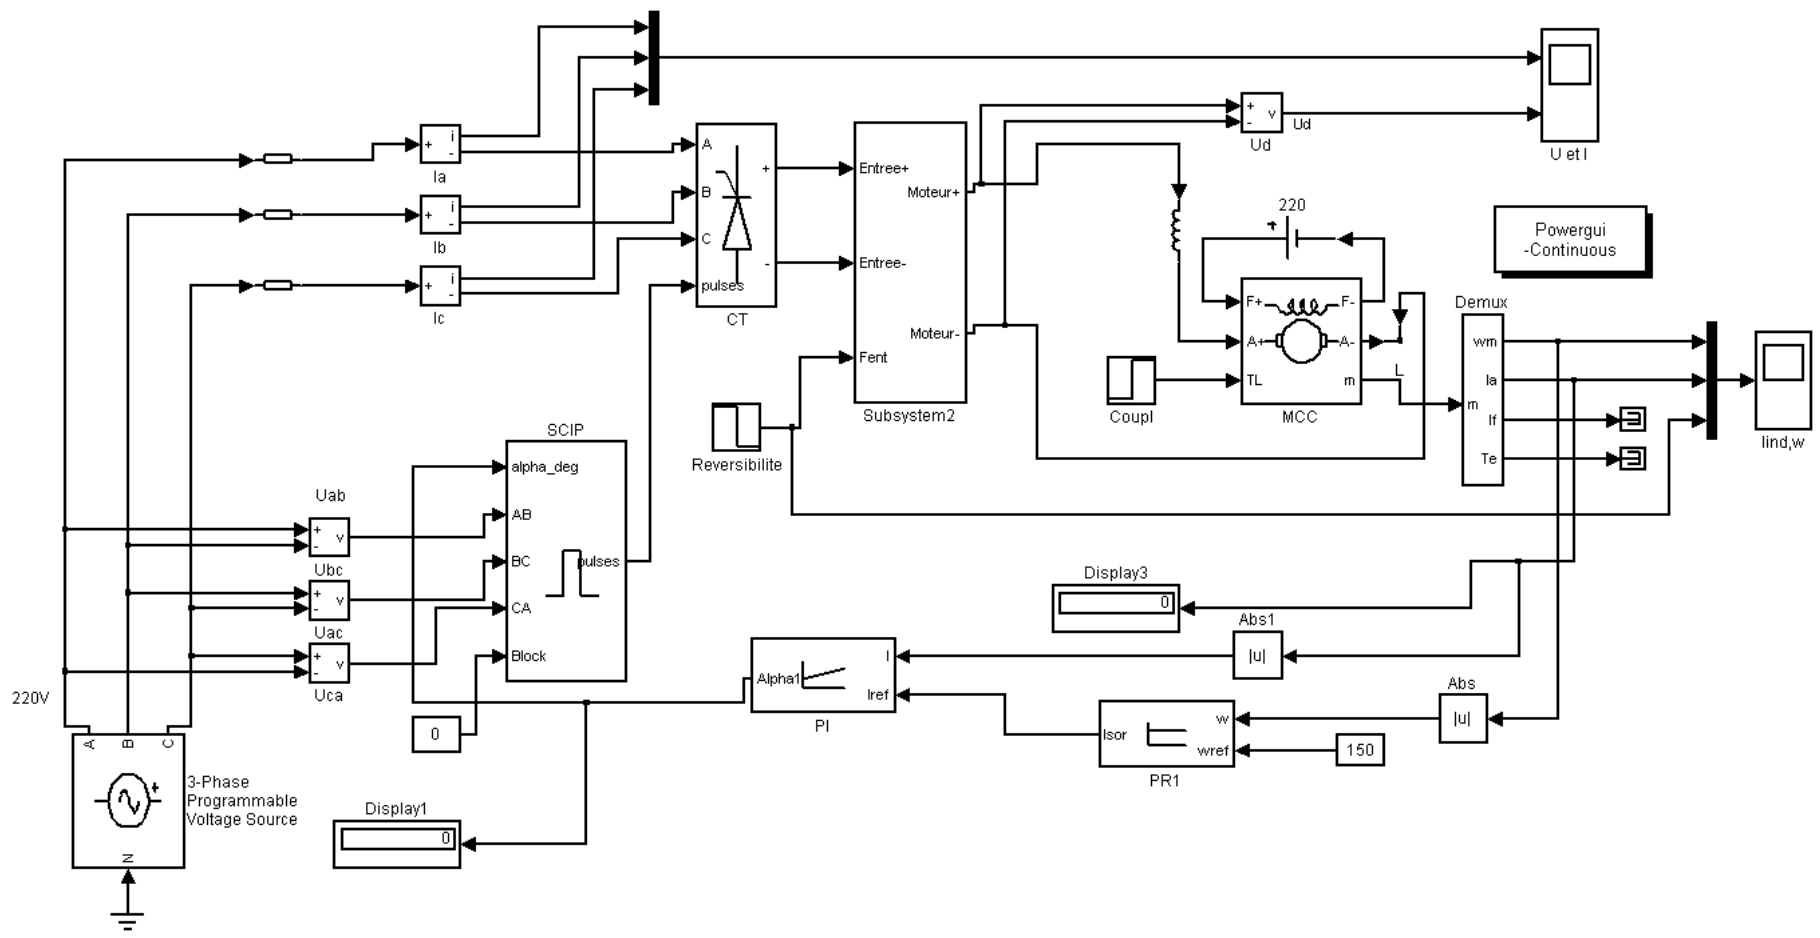 i
+
-
Ia
i
+
-
Ib
i
+
-
Ic
A
B
C
pulses
+
-
CT
Entree+
Entree-
Fent
Moteur+
Moteur-
Subsystem2
+
-
v
Ud
Ud
U et I
Powergui
-Continuous
220
+
F+
F-
A+
A-
TL
m
MCC
L
Coupl
Reversibilite
Demux
m
wm
Ia
If
Te
Iind,w
SCIP
alpha_deg
AB
BC
CA
Block
pulses
Uab
+
-
v
Ubc
+
-
v
Uac
+
-
v
Uca
0
220V
A
B
C
N
+
3-Phase
Programmable
Voltage Source
Display1
0
Display3
0
Abs1
|u|
Abs
|u|
I
Iref
Alpha1
PI
w
wref
Isor
PR1
150